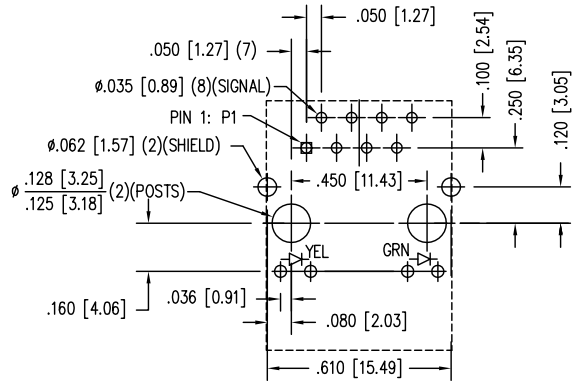 .050 [1.27]
.050 [1.27] (7)
ø.035 [0.89] (8)(SIGNAL)
PIN 1: P1
ø.062 [1.57] (2)(SHIELD)
ø .128 [3.25]
.125 [3.18] (2)(POSTS)
.100 [2.54]
.250 [6.35]
.120 [3.05]
.450 [11.43]
YEL
GRN
.036 [0.91]
.160 [4.06]
.080 [2.03]
.610 [15.49]